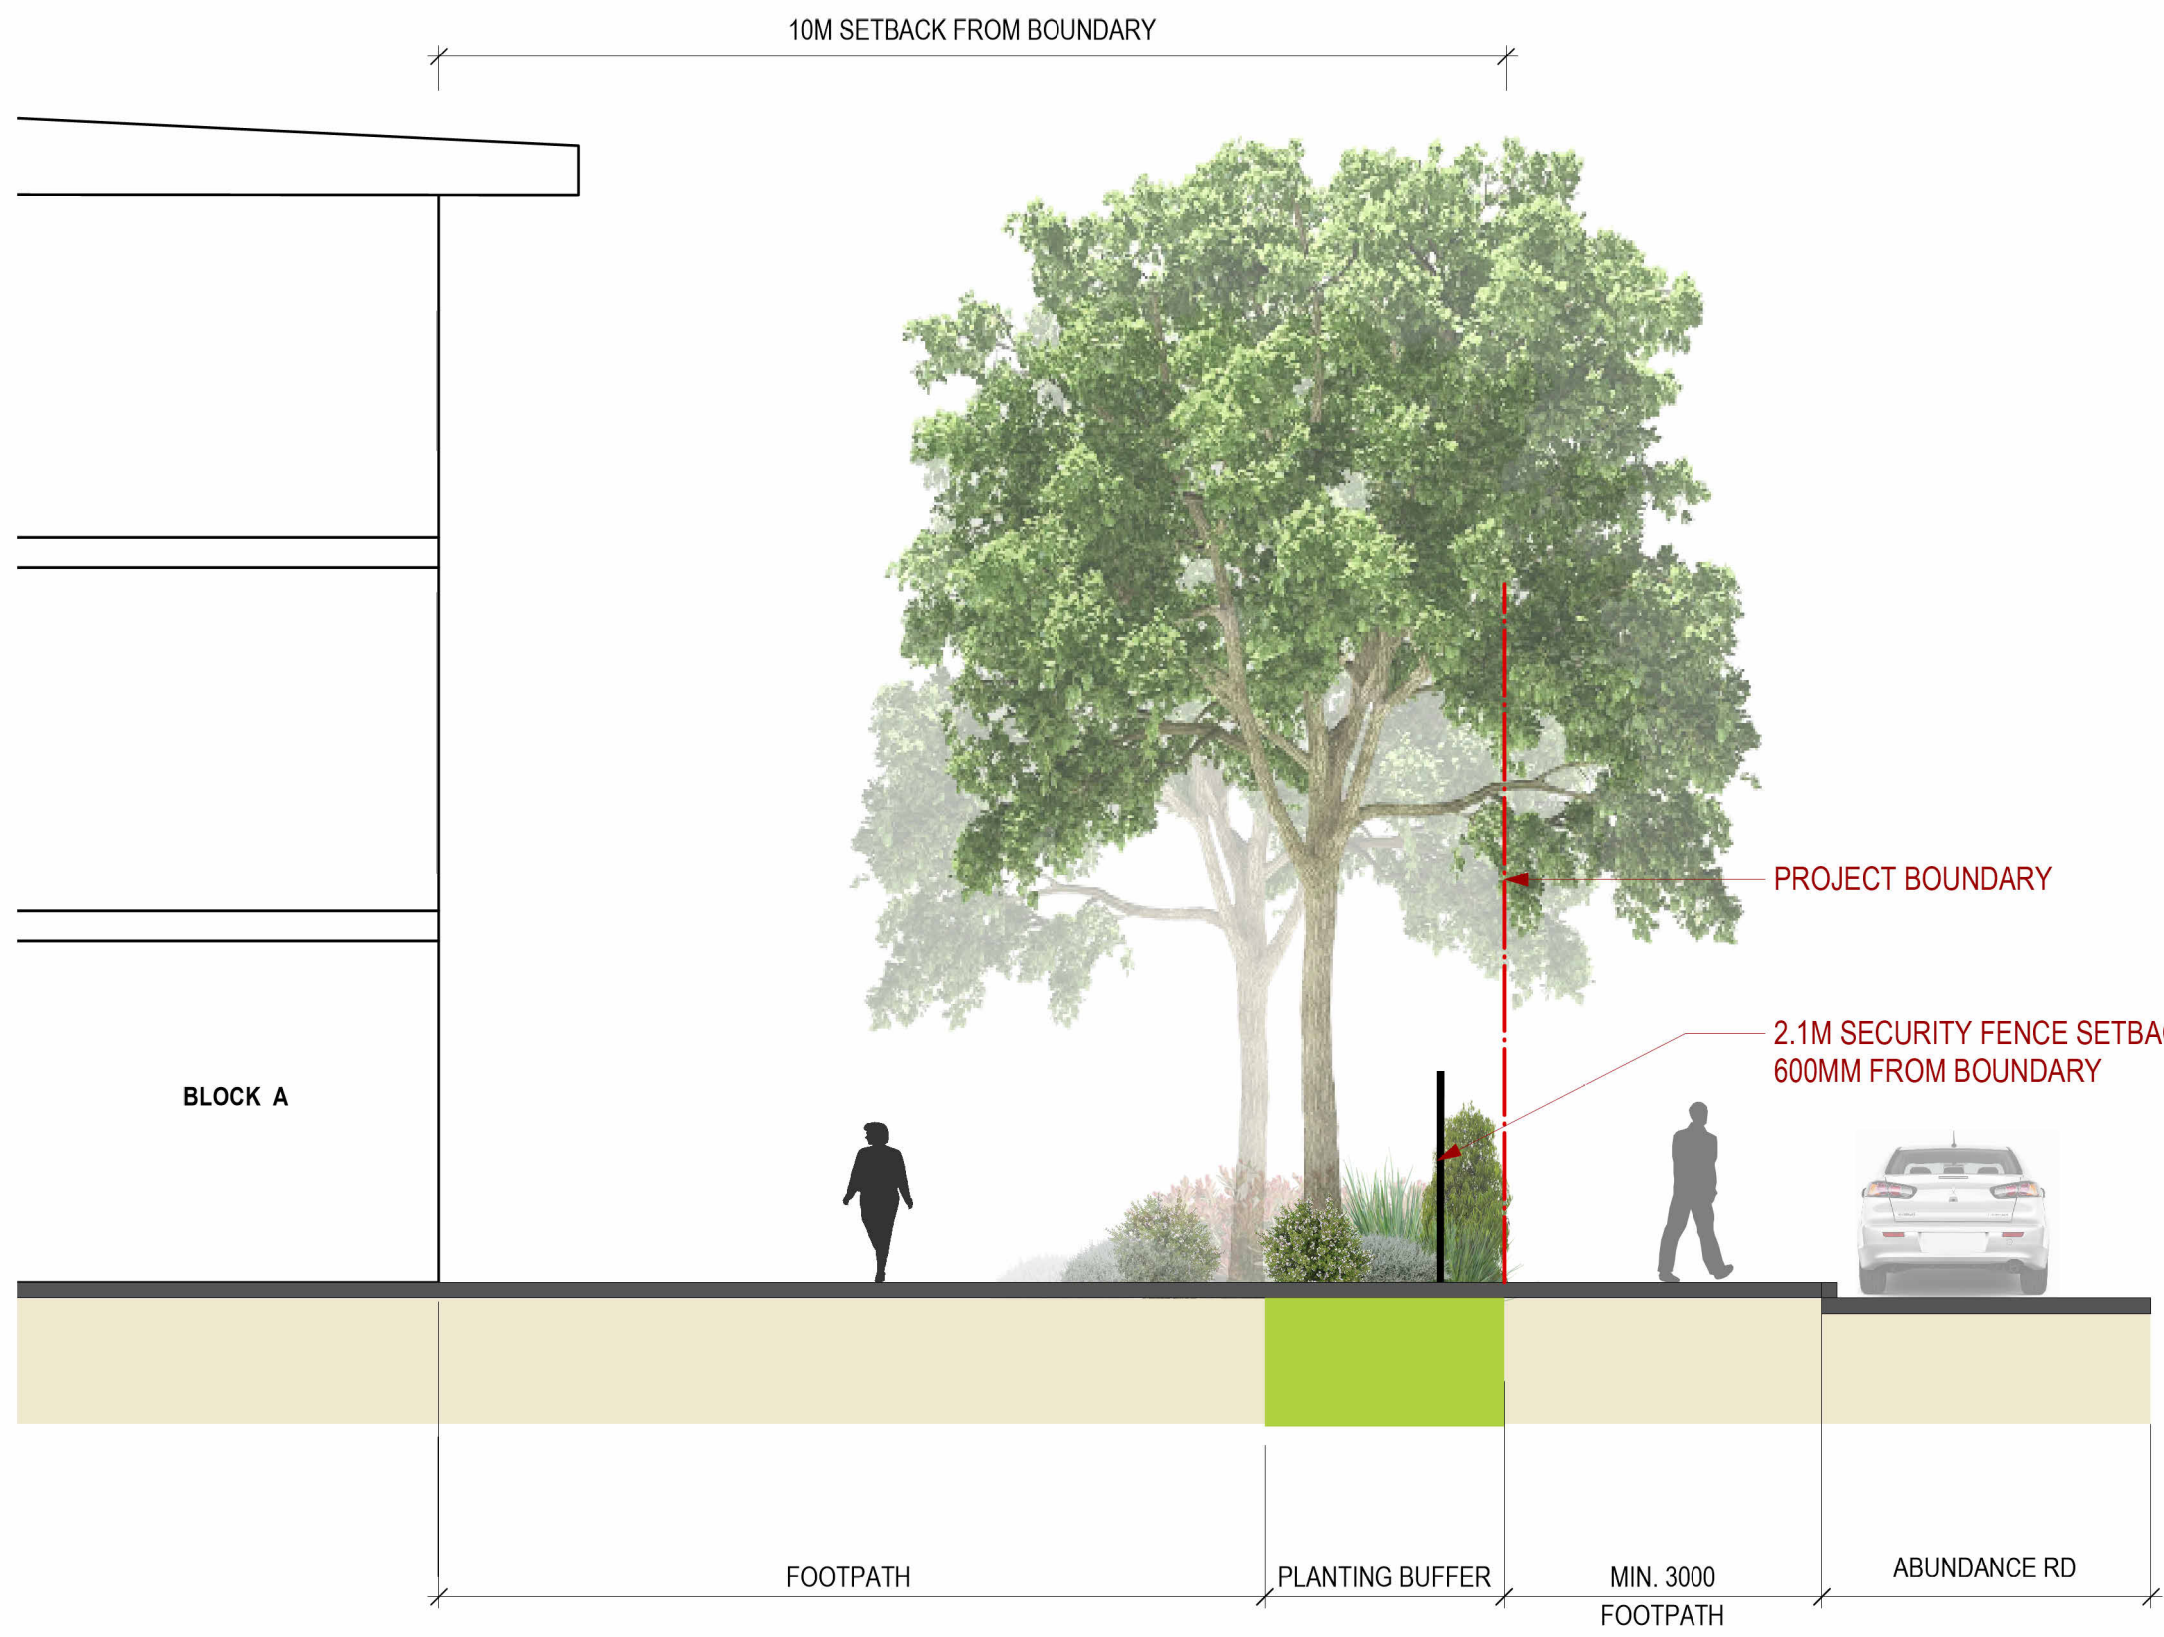 10M SETBACK FROM BOUNDARY
PROJECT BOUNDARY
2.1M SECURITY FENCE
600MM FROM BOUNDARY
BLOCK A
FOOTPATH
PLANTING BUFFER
MIN. 3000
FOOTPATH
ABUNDANCE RD